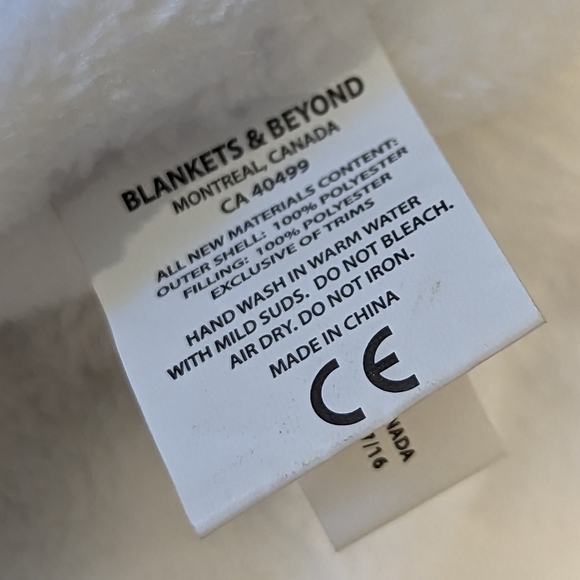 BLANKETS & BEYOND
MONTREAL, CANADA
CA 40499
ALL NEW MATERIALS CONTENT:
OUTER SHELL: 100% POLYESTER
FILLING: 100% POLYESTER
EXCLUSIVE OF TRIMS
HAND WASH IN WARM WATER
WITH MILD SUDS. DO NOT BLEACH.
AIR DRY. DO NOT IRON.
MADE IN CHINA
CE
NADA
/16